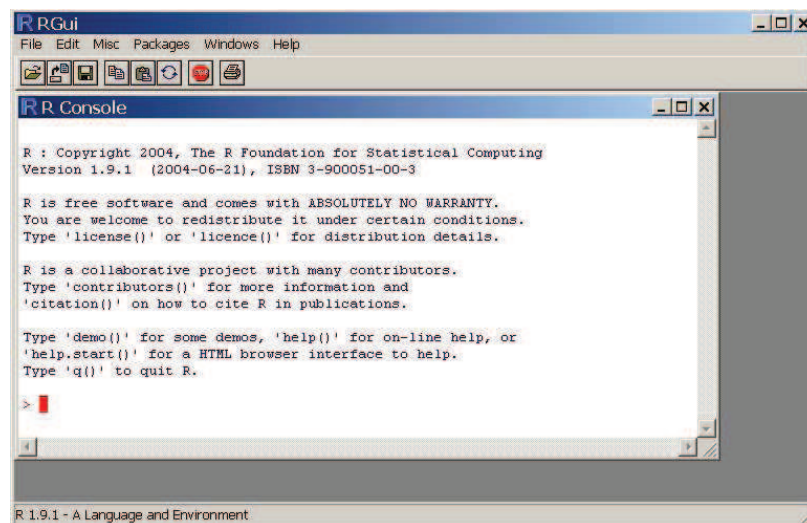 R RGui
File Edit Misc Packages Windows Help
STOP
R R Console
R : Copyright 2004, The R Foundation for Statistical Computing
Version 1.9.1 (2004-06-21), ISBN 3-900051-00-3
R is free software and comes with ABSOLUTELY NO WARRANTY.
You are welcome to redistribute it under certain conditions.
Type 'license()' or 'licence()' for distribution details.
R is a collaborative project with many contributors.
Type 'contributors()' for more information and
'citation()' on how to cite R in publications.
Type 'demo()' for some demos, 'help()' for on-line help, or
'help.start()' for a HTML browser interface to help.
Type 'q()' to quit R.
>
R 1.9.1 - A Language and Environment